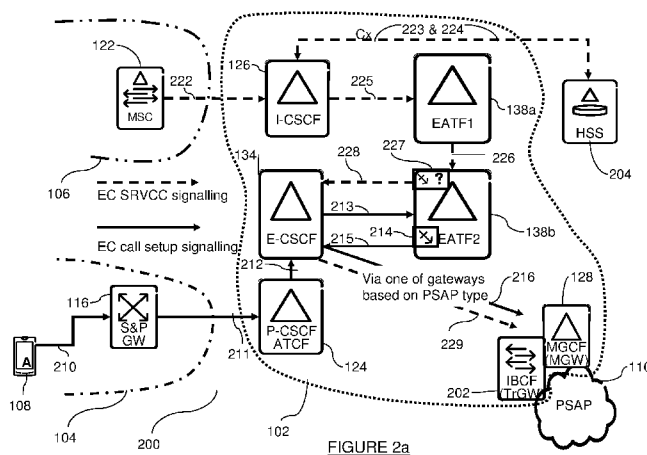 122
MSC
222
106
EC SRVCC signalling
EC call setup signalling
116
S&P
GW
A
108
210
104
200
211
102
126
I-CSCF
Cx
223 & 224
225
EATF1
138a
HSS
204
226
227
?
228
134
E-CSCF
213
215
214
EATF2
138b
212
P-CSCF
ATCF
124
Via one of gateways
based on PSAP type
216
229
128
MGCF
(MGW)
202
IBCF
(TrGW)
110
PSAP
FIGURE 2a